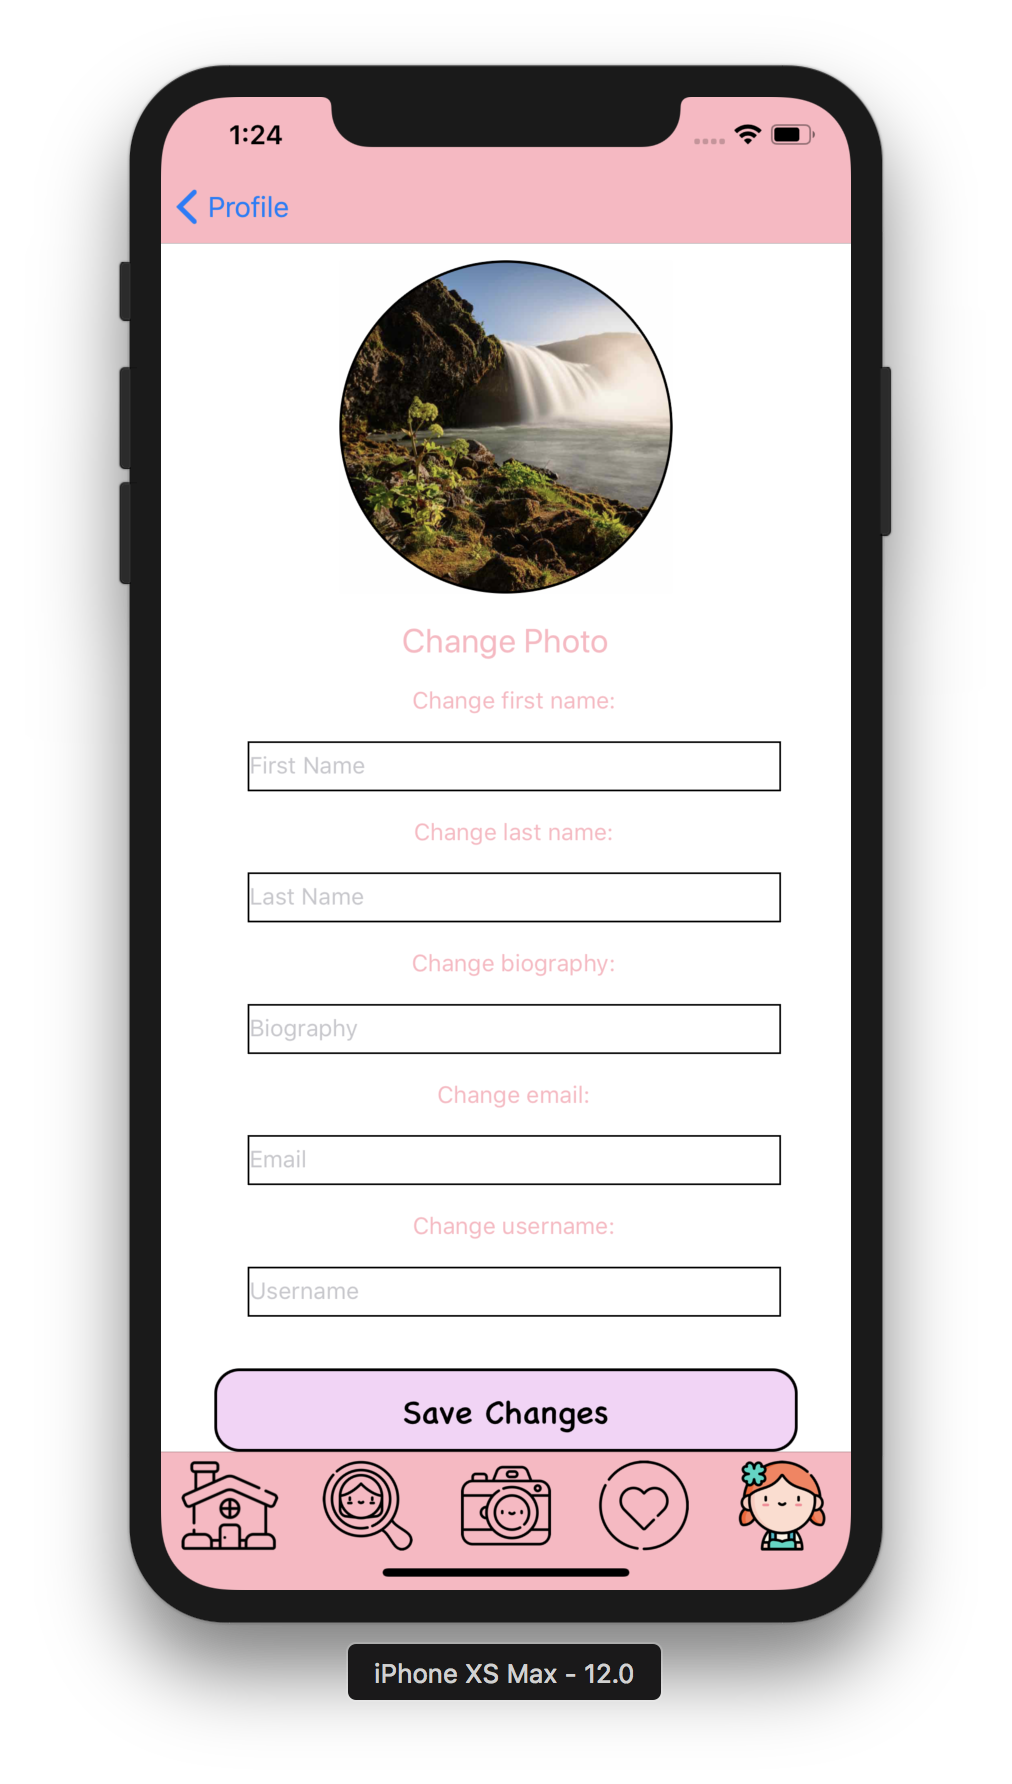 1:24
Profile
Change Photo
Change first name:
First Name
Change last name:
Last Name
Change biography:
Biography
Change email:
Email
Change username:
Username
Save Changes
iPhone XS Max - 12.0